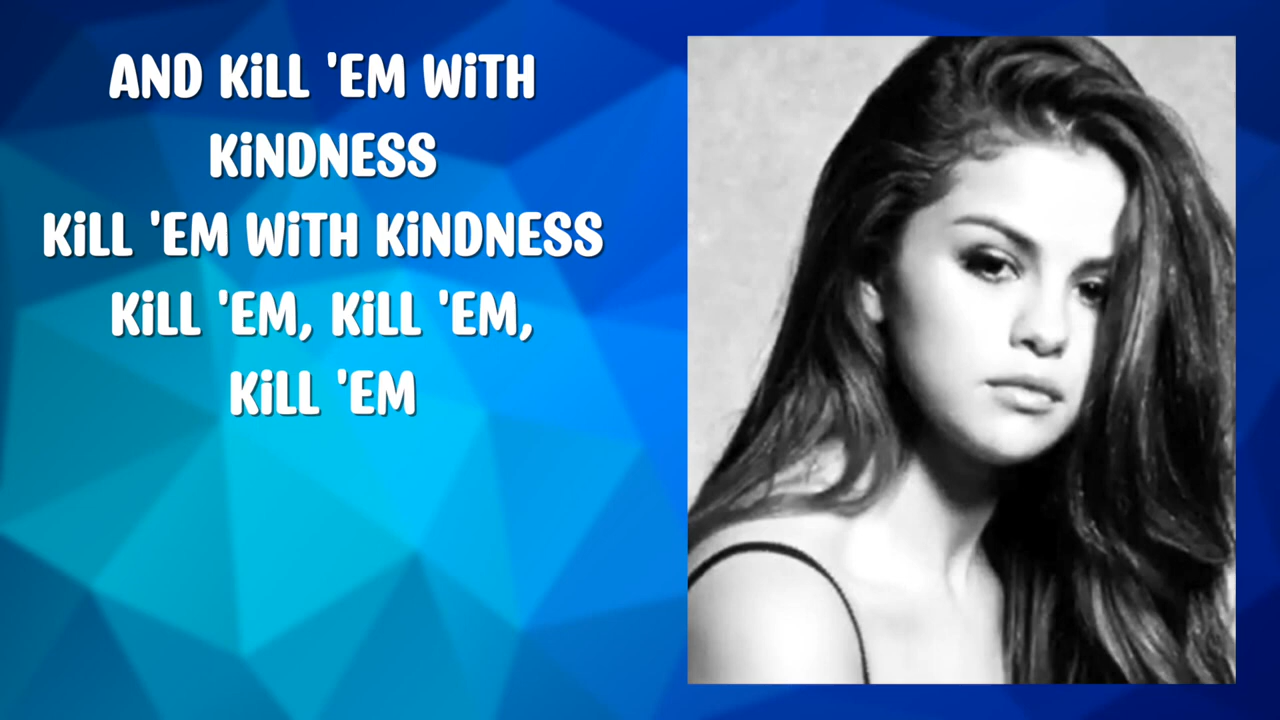 AND KiLL 'EM WiTH
KiNDNESS
KiLL 'EM WiTH KiNDNESS
KiLL 'EM, KiLL 'EM,
KiLL 'EM